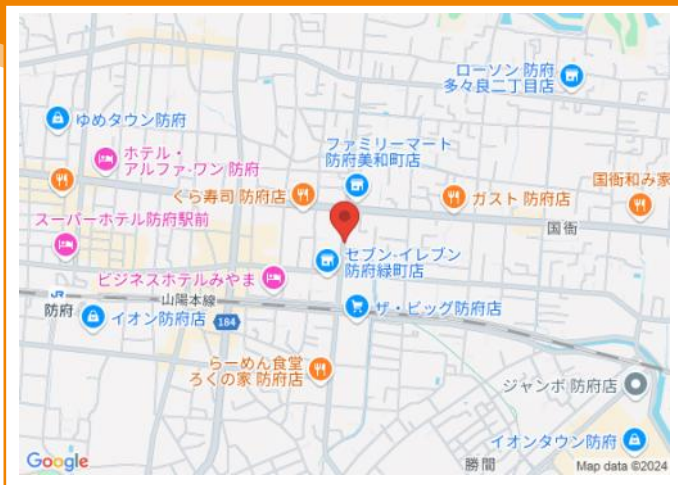 ローソン 防府
多々良二丁目店
ゆめタウン防府
ファミリーマート
防府美和町店
ホテル・
アルファ-ワン 防府
くら寿司 防府店
ガスト 防府店
国衙和み家
スーパーホテル防府駅前
国衙
セブン-イレブン
防府緑町店
ビジネスホテルみやま
山陽本線
JR
防府
イオン防府店
184
ザ・ビッグ防府店
らーめん食堂
ろくの家 防府店
ジャンボ 防府店
イオンタウン防府
勝間
Google
Map data ©2024